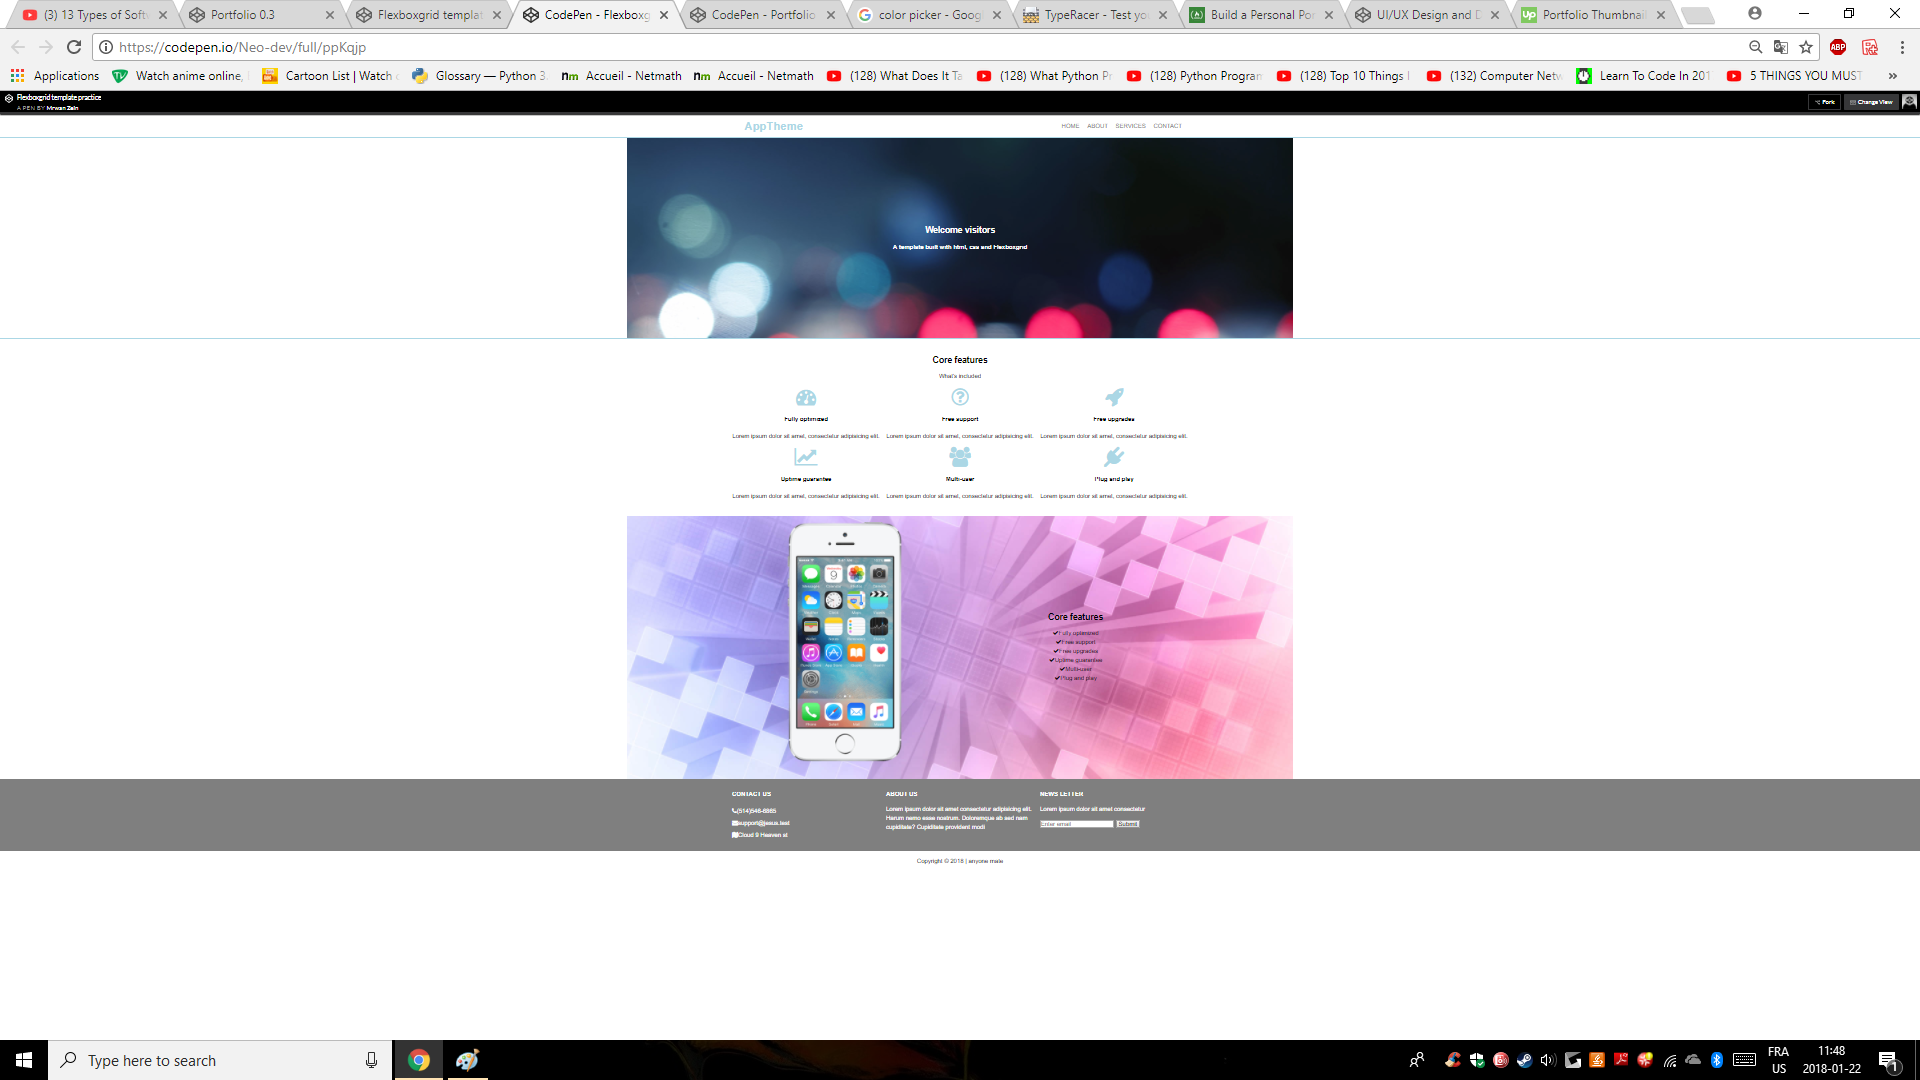 (3) 13 Types of Softw
Portfolio 0.3
Flexboxgrid templat
CodePen - Flexboxg
CodePen - Portfolio
color picker - Goog
TypeRacer - Test yo
Build a Personal Po
UI/UX Design and D
Portfolio Thumbnail
https://codepen.io/Neo-dev/full/ppKqjp
Applications
Watch anime online,
Cartoon List | Watch
Glossary — Python 3.
nm Accueil - Netmath
nm Accueil - Netmath
(128) What Does It Ta
(128) What Python Pr
(128) Python Program
(128) Top 10 Things
(132) Computer Netw
Learn To Code In 201
5 THINGS YOU MUST
»
Flexboxgrid template practice
A PEN BY Mrwan Zein
Fork
Change View
AppTheme
HOME ABOUT SERVICES CONTACT
Welcome visitors
A template built with html, css and Flexboxgrid
Core features
What's included
Fully optimized
Free support
Free upgrades
Lorem ipsum dolor sit amet, consectetur adipisicing elit.
Lorem ipsum dolor sit amet, consectetur adipisicing elit.
Lorem ipsum dolor sit amet, consectetur adipisicing elit.
Uptime guarantee
Multi-user
Plug and play
Lorem ipsum dolor sit amet, consectetur adipisicing elit.
Lorem ipsum dolor sit amet, consectetur adipisicing elit.
Lorem ipsum dolor sit amet, consectetur adipisicing elit.
Core features
Fully optimized
Free support
Free upgrades
Uptime guarantee
Multi-user
Plug and play
CONTACT US
(514)546-6865
support@jesus.test
Cloud 9 Heaven st
ABOUT US
Lorem ipsum dolor sit amet consectetur adipisicing elit.
Harum nemo esse nostrum. Doloremque ab sed nam
cupiditate? Cupiditate provident modi
NEWS LETTER
Lorem ipsum dolor sit amet consectetur
Enter email
Submit
Copyright © 2018 | anyone mate
Type here to search
FRA
US
11:48
2018-01-22
1